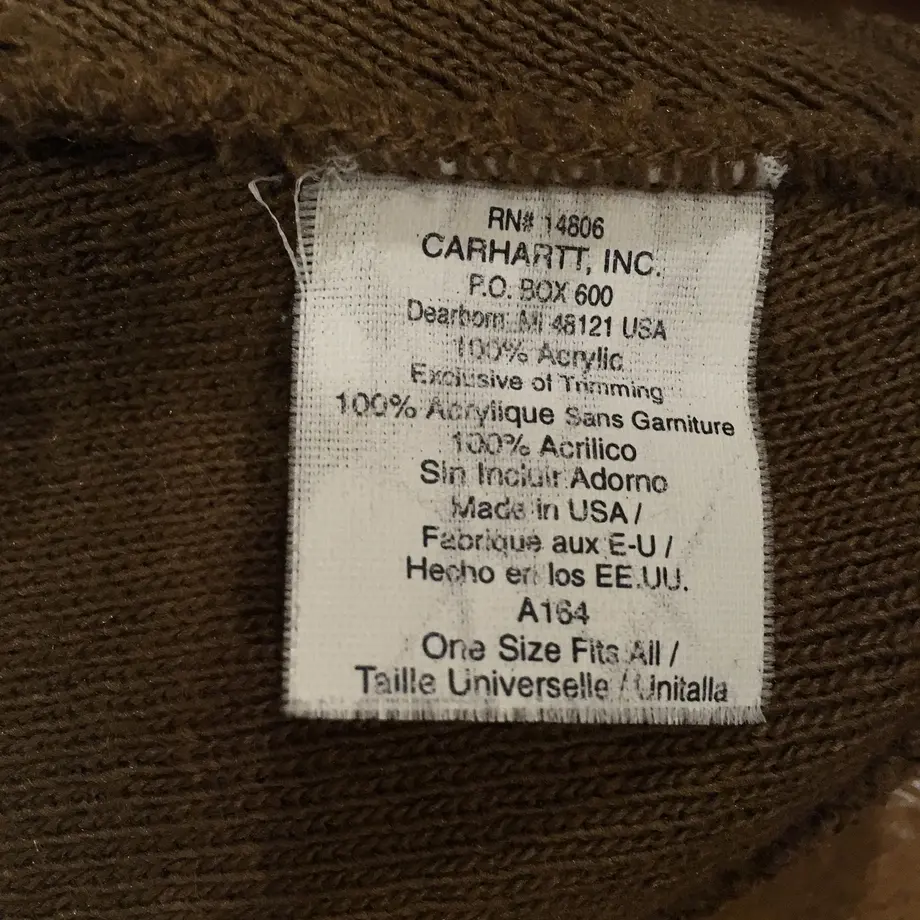 RN# 14806
CARHARTT, INC.
P.O. BOX 600
Dearborn, MI 48121 USA
100% Acrylic
Exclusive of Trimming
100% Acrylique Sans Garniture
100% Acrilico
Sin Incluir Adorno
Made in USA /
Fabrique aux E-U /
Hecho en los EE.UU.
A164
One Size Fits All /
Taille Universelle / Unitalla